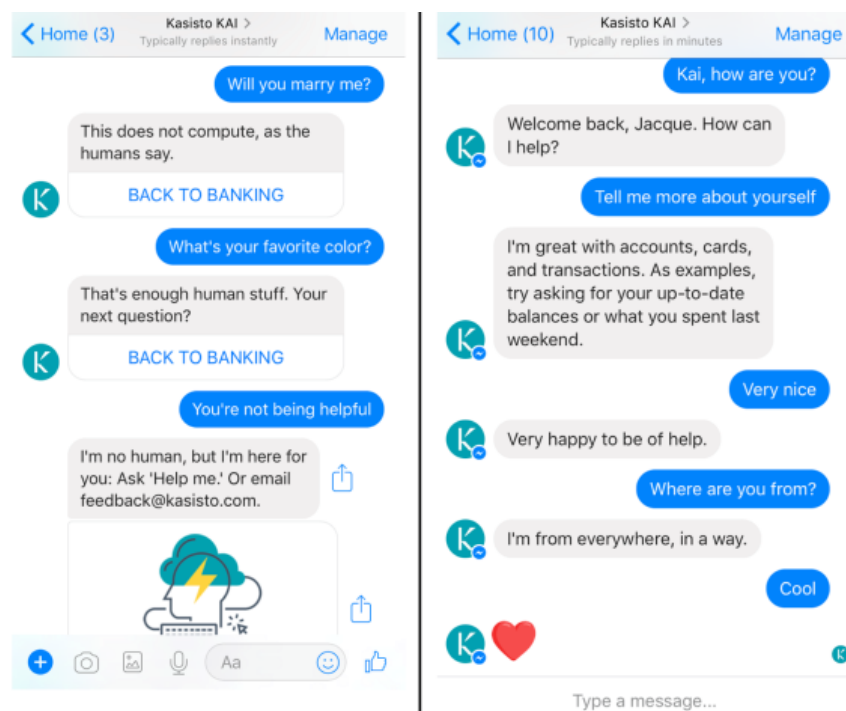 Home (3)
Kasisto KAI >
Typically replies instantly
Manage
Will you marry me?
This does not compute, as the
humans say.
BACK TO BANKING
What's your favorite color?
That's enough human stuff. Your
next question?
BACK TO BANKING
You're not being helpful
I'm no human, but I'm here for
you: Ask 'Help me.' Or email
feedback@kasisto.com.
Aa
Home (10)
Kasisto KAI >
Typically replies in minutes
Manage
Kai, how are you?
Welcome back, Jacque. How can
I help?
Tell me more about yourself
I'm great with accounts, cards,
and transactions. As examples,
try asking for your up-to-date
balances or what you spent last
weekend.
Very nice
Very happy to be of help.
Where are you from?
I'm from everywhere, in a way.
Cool
Type a message...